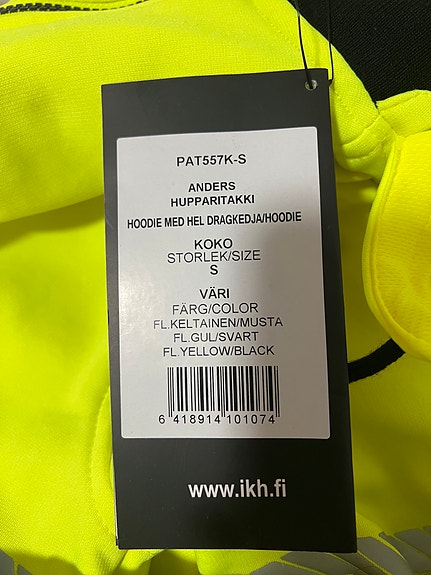 PAT557K-S
ANDERS
HUPPARITAKKI
HOODIE MED HEL DRAGKEDJA/HOODIE
KOKO
STORLEK/SIZE
S
VÄRI
FÄRG/COLOR
FL.KELTAINEN/MUSTA
FL.GUL/SVART
FL.YELLOW/BLACK
6 418914 101074
www.ikh.fi